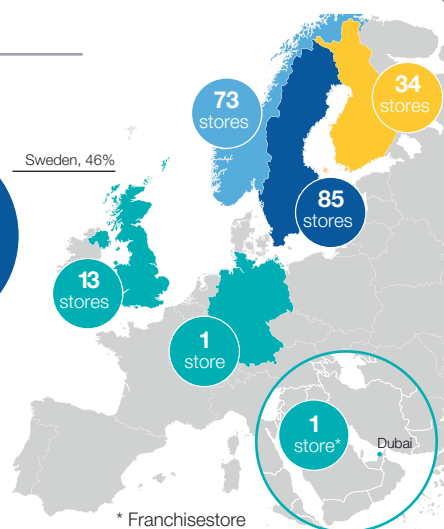 73
stores
34
stores
Sweden, 46%
85
stores
13
stores
1
store
1
store*
Dubai
* Franchisestore